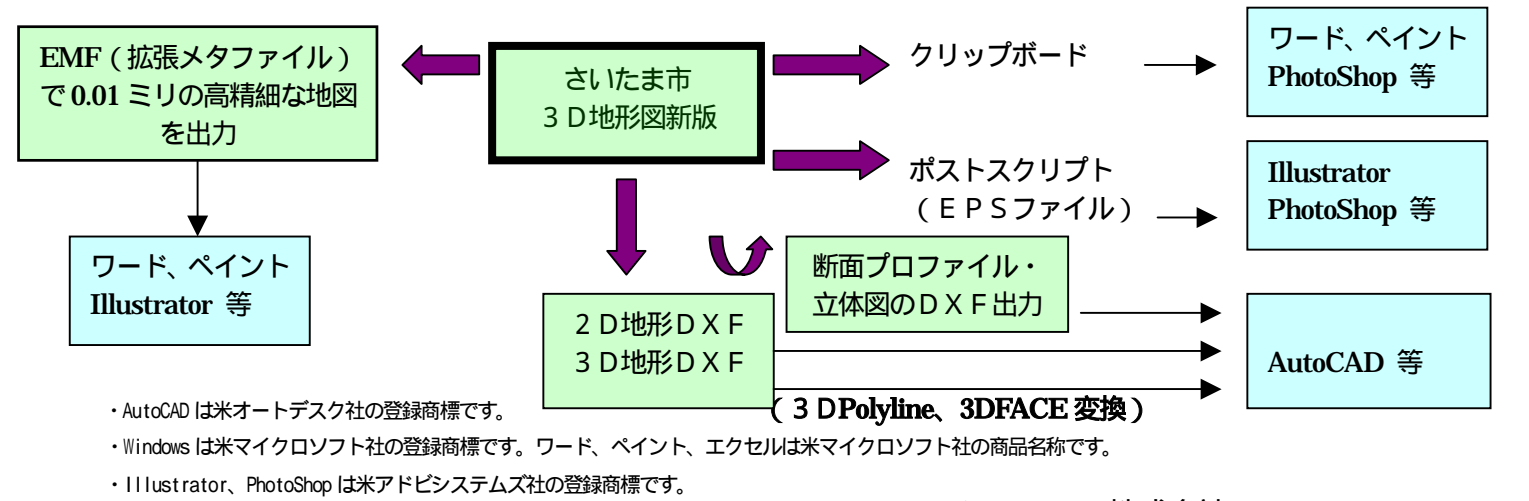 EMF（拡張メタファイル）
で 0.01 ミリの高精細な地図
を出力
さいたま市
３Ｄ地形図新版
クリップボード
ワード、ペイント
PhotoShop 等
ポストスクリプト
（ＥＰＳファイル）
Illustrator
PhotoShop 等
ワード、ペイント
Illustrator 等
断面プロファイル・
立体図のＤＸＦ出力
２Ｄ地形ＤＸＦ
３Ｄ地形ＤＸＦ
AutoCAD 等
（３ＤPolyline、3DFACE 変換）
・AutoCAD は米オートデスク社の登録商標です。
・Windows は米マイクロソフト社の登録商標です。ワード、ペイント、エクセルは米マイクロソフト社の商品名称です。
・Illustrator、PhotoShop は米アドビシステムズ社の登録商標です。